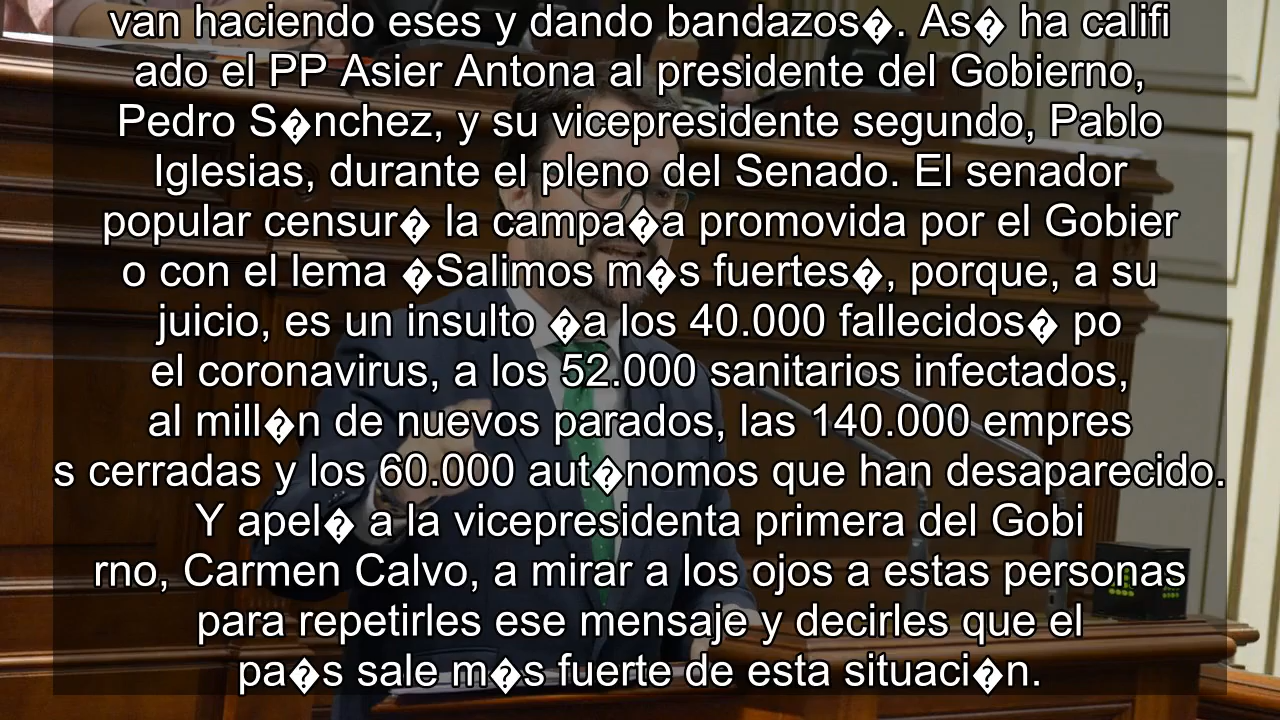 van haciendo eses y dando bandazos�. As� ha califi
ado el PP Asier Antona al presidente del Gobierno,
Pedro S�nchez, y su vicepresidente segundo, Pablo
Iglesias, durante el pleno del Senado. El senador
popular censur� la campa�a promovida por el Gobier
o con el lema �Salimos m�s fuertes�, porque, a su
juicio, es un insulto �a los 40.000 fallecidos� po
el coronavirus, a los 52.000 sanitarios infectados,
al mill�n de nuevos parados, las 140.000 empres
s cerradas y los 60.000 aut�nomos que han desaparecido.
Y apel� a la vicepresidenta primera del Gobi
rno, Carmen Calvo, a mirar a los ojos a estas personas
para repetirles ese mensaje y decirles que el
pa�s sale m�s fuerte de esta situaci�n.